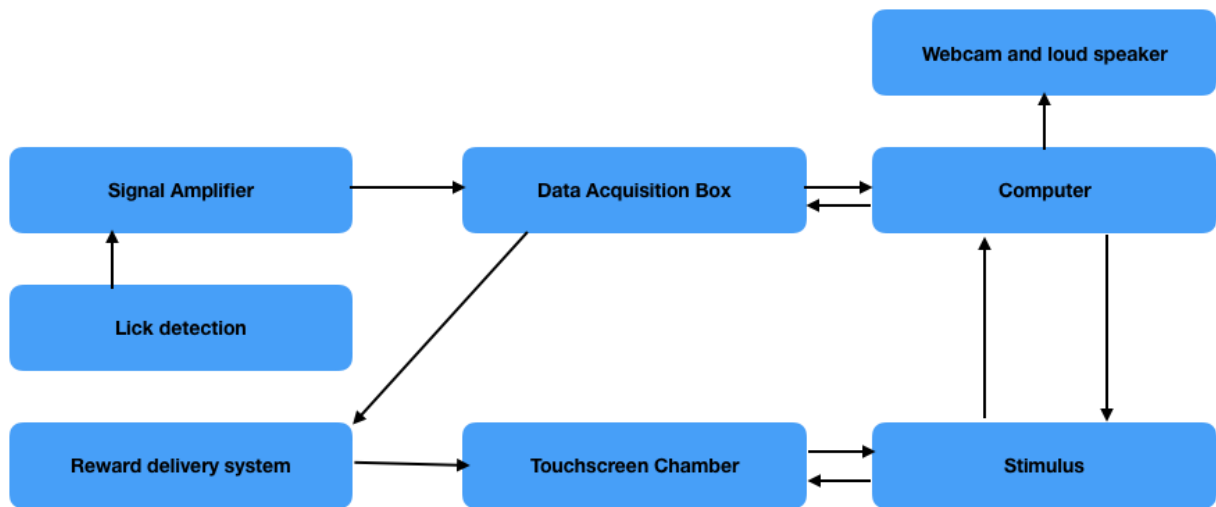 Webcam and loud speaker
Signal Amplifier
Data Acquisition Box
Computer
Lick detection
Reward delivery system
Touchscreen Chamber
Stimulus